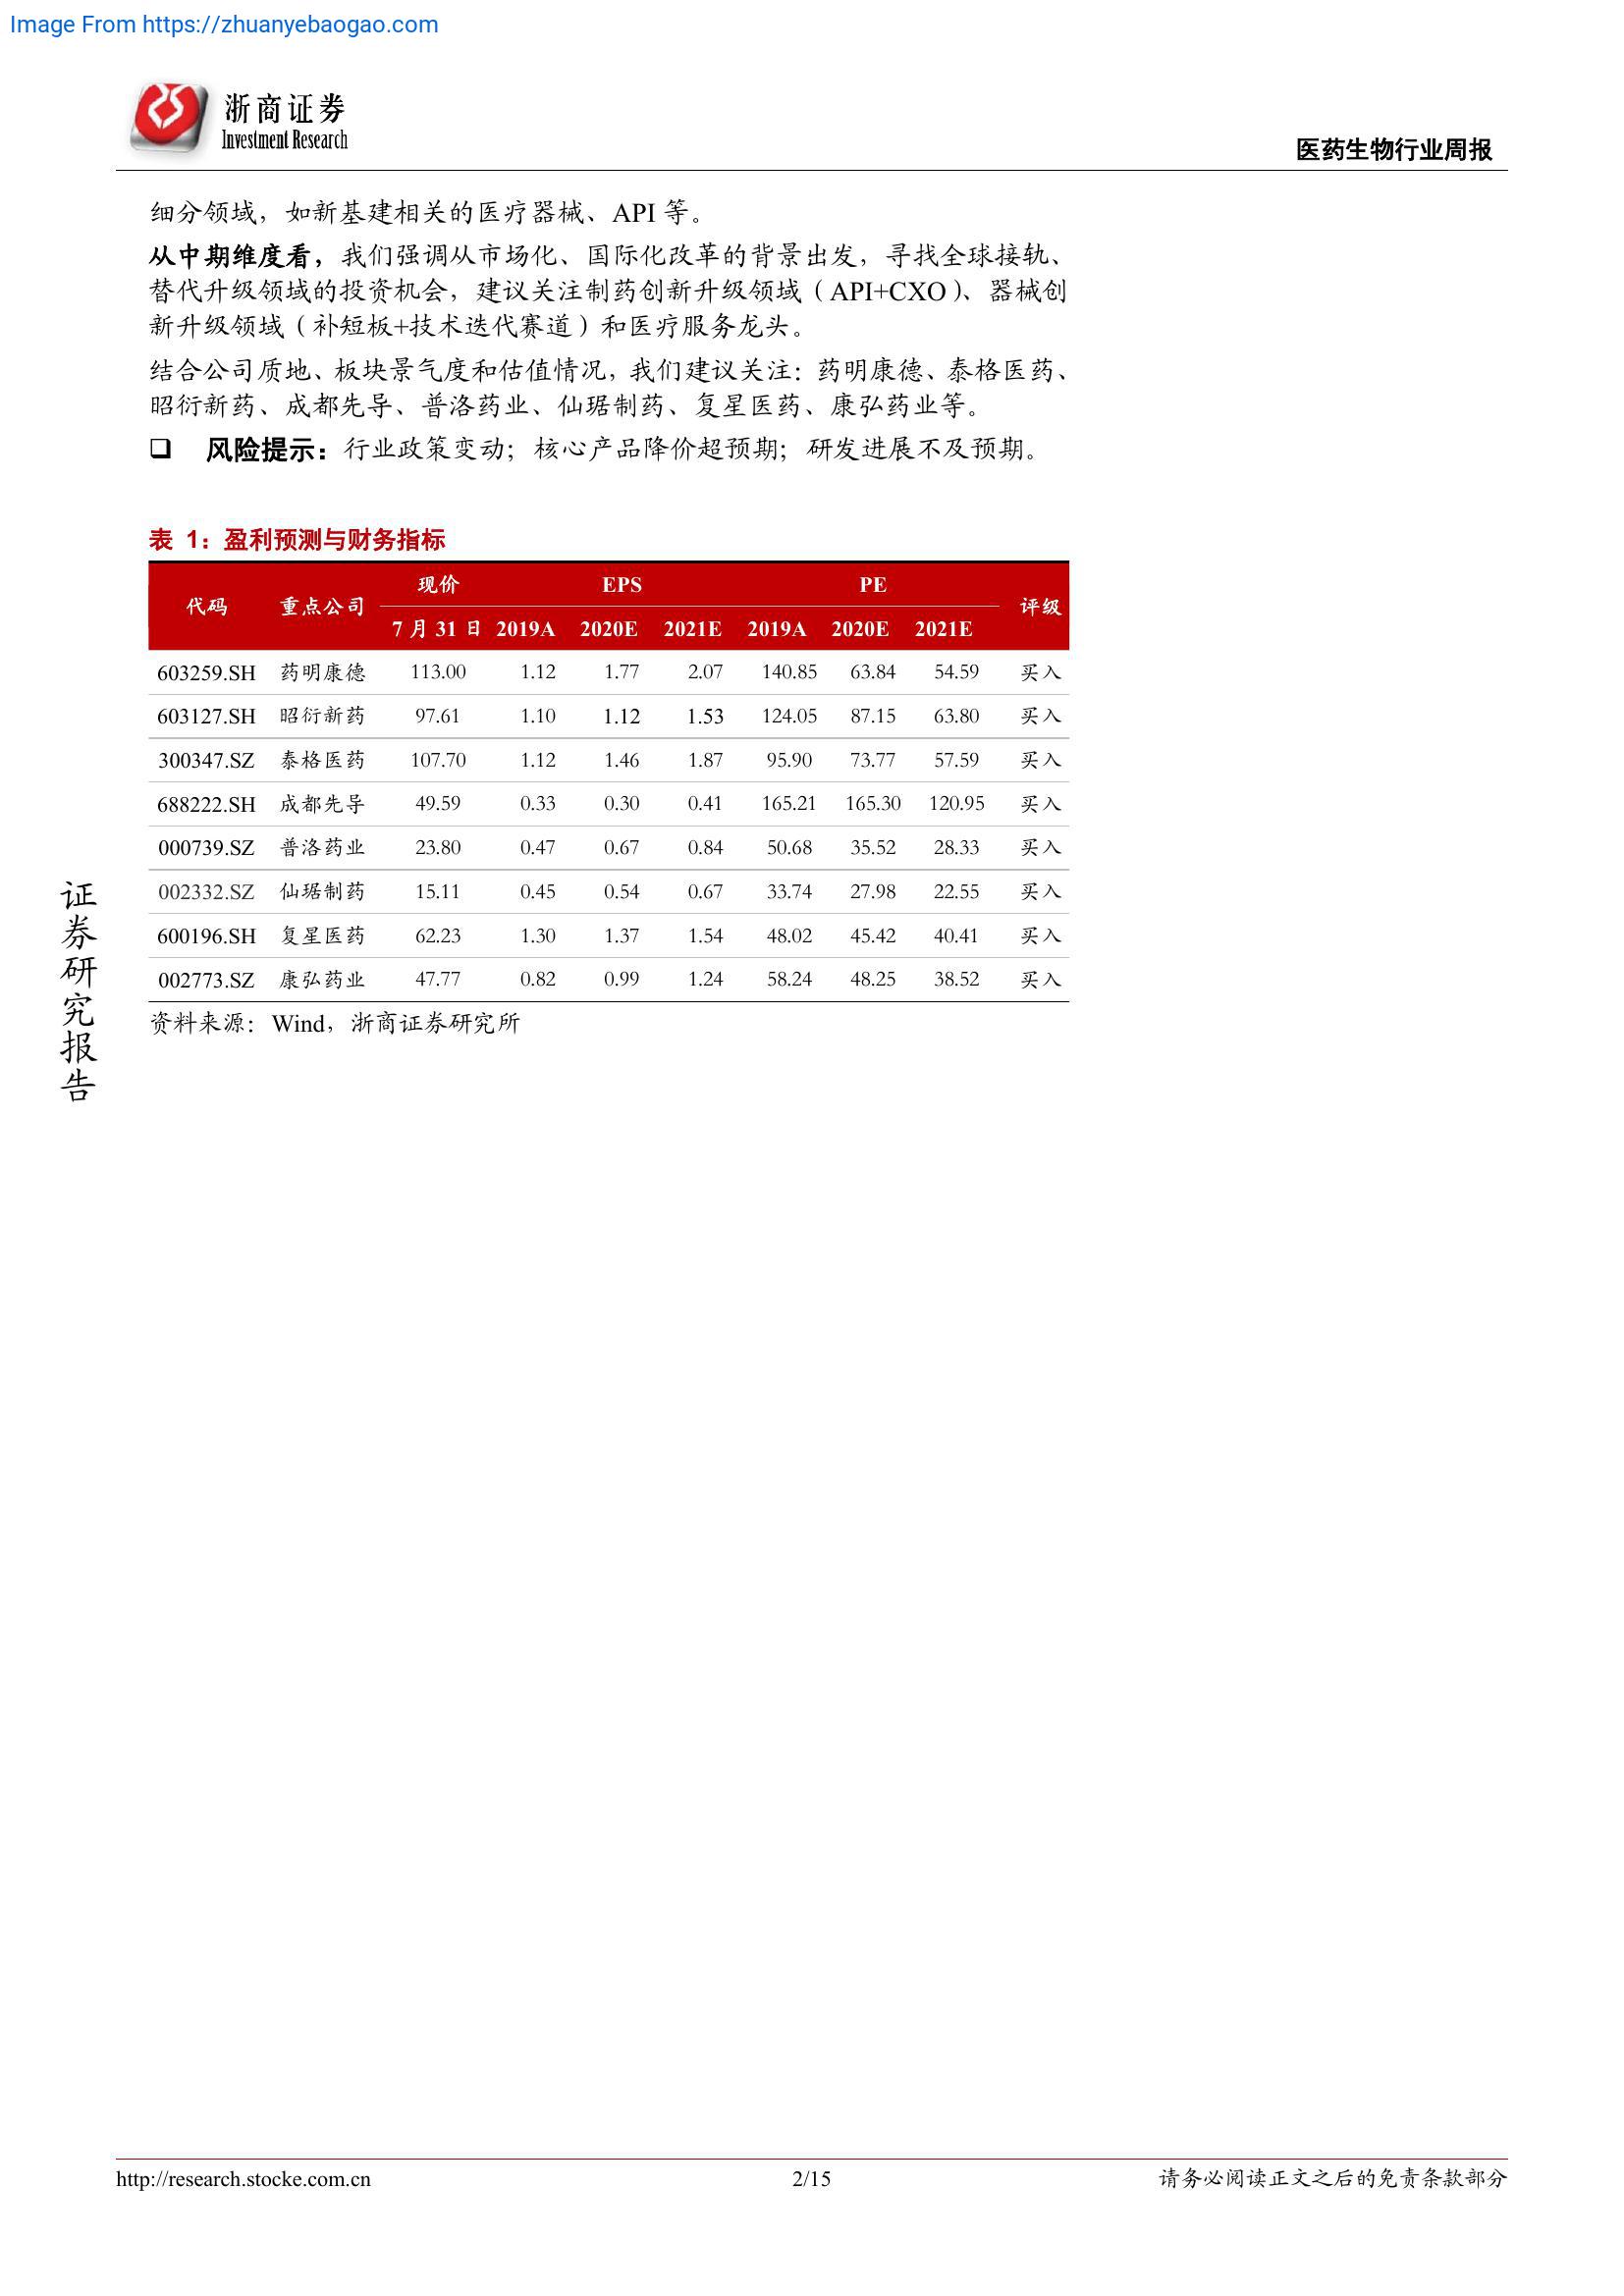 Image From https://zhuanyebaogao.com
浙商证券
Investment Research
医药生物行业周报
细分领域，如新基建相关的医疗器械、API 等。
从中期维度看，我们强调从市场化、国际化改革的背景出发，寻找全球接轨、
替代升级领域的投资机会，建议关注制药创新升级领域（API+CXO）、器械创
新升级领域（补短板+技术迭代赛道）和医疗服务龙头。
结合公司质地、板块景气度和估值情况，我们建议关注：药明康德、泰格医药、
昭衍新药、成都先导、普洛药业、仙琚制药、复星医药、康弘药业等。
❑ 风险提示：行业政策变动；核心产品降价超预期；研发进展不及预期。
表 1：盈利预测与财务指标
代码 重点公司 现价 EPS PE 评级
7 月 31 日 2019A 2020E 2021E 2019A 2020E 2021E
603259.SH 药明康德 113.00 1.12 1.77 2.07 140.85 63.84 54.59 买入
603127.SH 昭衍新药 97.61 1.10 1.12 1.53 124.05 87.15 63.80 买入
300347.SZ 泰格医药 107.70 1.12 1.46 1.87 95.90 73.77 57.59 买入
688222.SH 成都先导 49.59 0.33 0.30 0.41 165.21 165.30 120.95 买入
000739.SZ 普洛药业 23.80 0.47 0.67 0.84 50.68 35.52 28.33 买入
002332.SZ 仙琚制药 15.11 0.45 0.54 0.67 33.74 27.98 22.55 买入
600196.SH 复星医药 62.23 1.30 1.37 1.54 48.02 45.42 40.41 买入
002773.SZ 康弘药业 47.77 0.82 0.99 1.24 58.24 48.25 38.52 买入
资料来源：Wind，浙商证券研究所
证券研究报告
http://research.stocke.com.cn
2/15
请务必阅读正文之后的免责条款部分